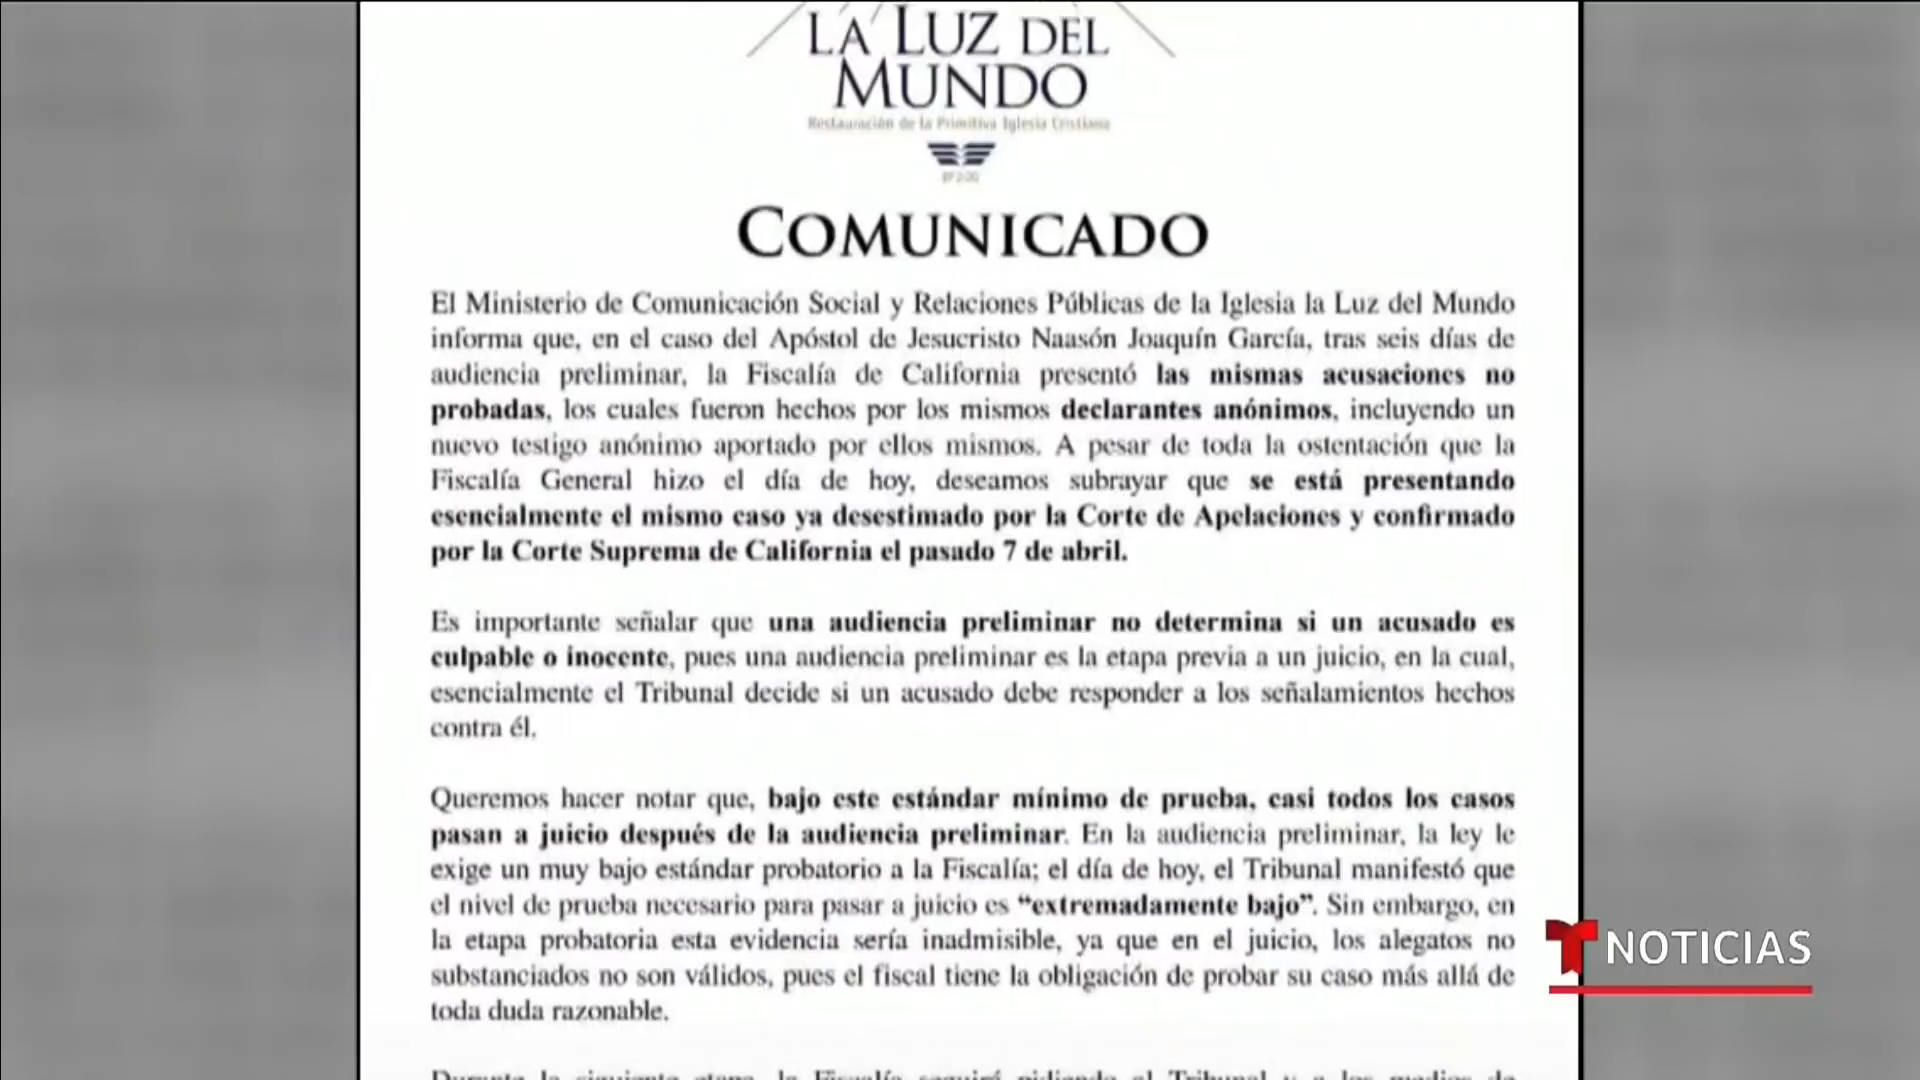 LA LUZ DEL
MUNDO
Restauración de la Primitiva Iglesia Cristiana
COMUNICADO
El Ministerio de Comunicación Social y Relaciones Públicas de la Iglesia la Luz del Mundo
informa que, en el caso del Apóstol de Jesucristo Naasón Joaquín García, tras seis días de
audiencia preliminar, la Fiscalía de California presentó las mismas acusaciones no
probadas, los cuales fueron hechos por los mismos declarantes anónimos, incluyendo un
nuevo testigo anónimo aportado por ellos mismos. A pesar de toda la ostentación que la
Fiscalía General hizo el día de hoy, deseamos subrayar que se está presentando
esencialmente el mismo caso ya desestimado por la Corte de Apelaciones y confirmado
por la Corte Suprema de California el pasado 7 de abril.
Es importante señalar que una audiencia preliminar no determina si un acusado es
culpable o inocente, pues una audiencia preliminar es la etapa previa a un juicio, en la cual,
esencialmente el Tribunal decide si un acusado debe responder a los señalamientos hechos
contra él.
Queremos hacer notar que, bajo este estándar mínimo de prueba, casi todos los casos
pasan a juicio después de la audiencia preliminar. En la audiencia preliminar, la ley le
exige un muy bajo estándar probatorio a la Fiscalía; el día de hoy, el Tribunal manifestó que
el nivel de prueba necesario para pasar a juicio es “extremadamente bajo”. Sin embargo, en
la etapa probatoria esta evidencia sería inadmisible, ya que en el juicio, los alegatos no
substanciados no son válidos, pues el fiscal tiene la obligación de probar su caso más allá de
toda duda razonable.
Durante la siguiente etapa, la Fiscalía seguirá pidiendo al Tribunal y a los medios de
NOTICIAS